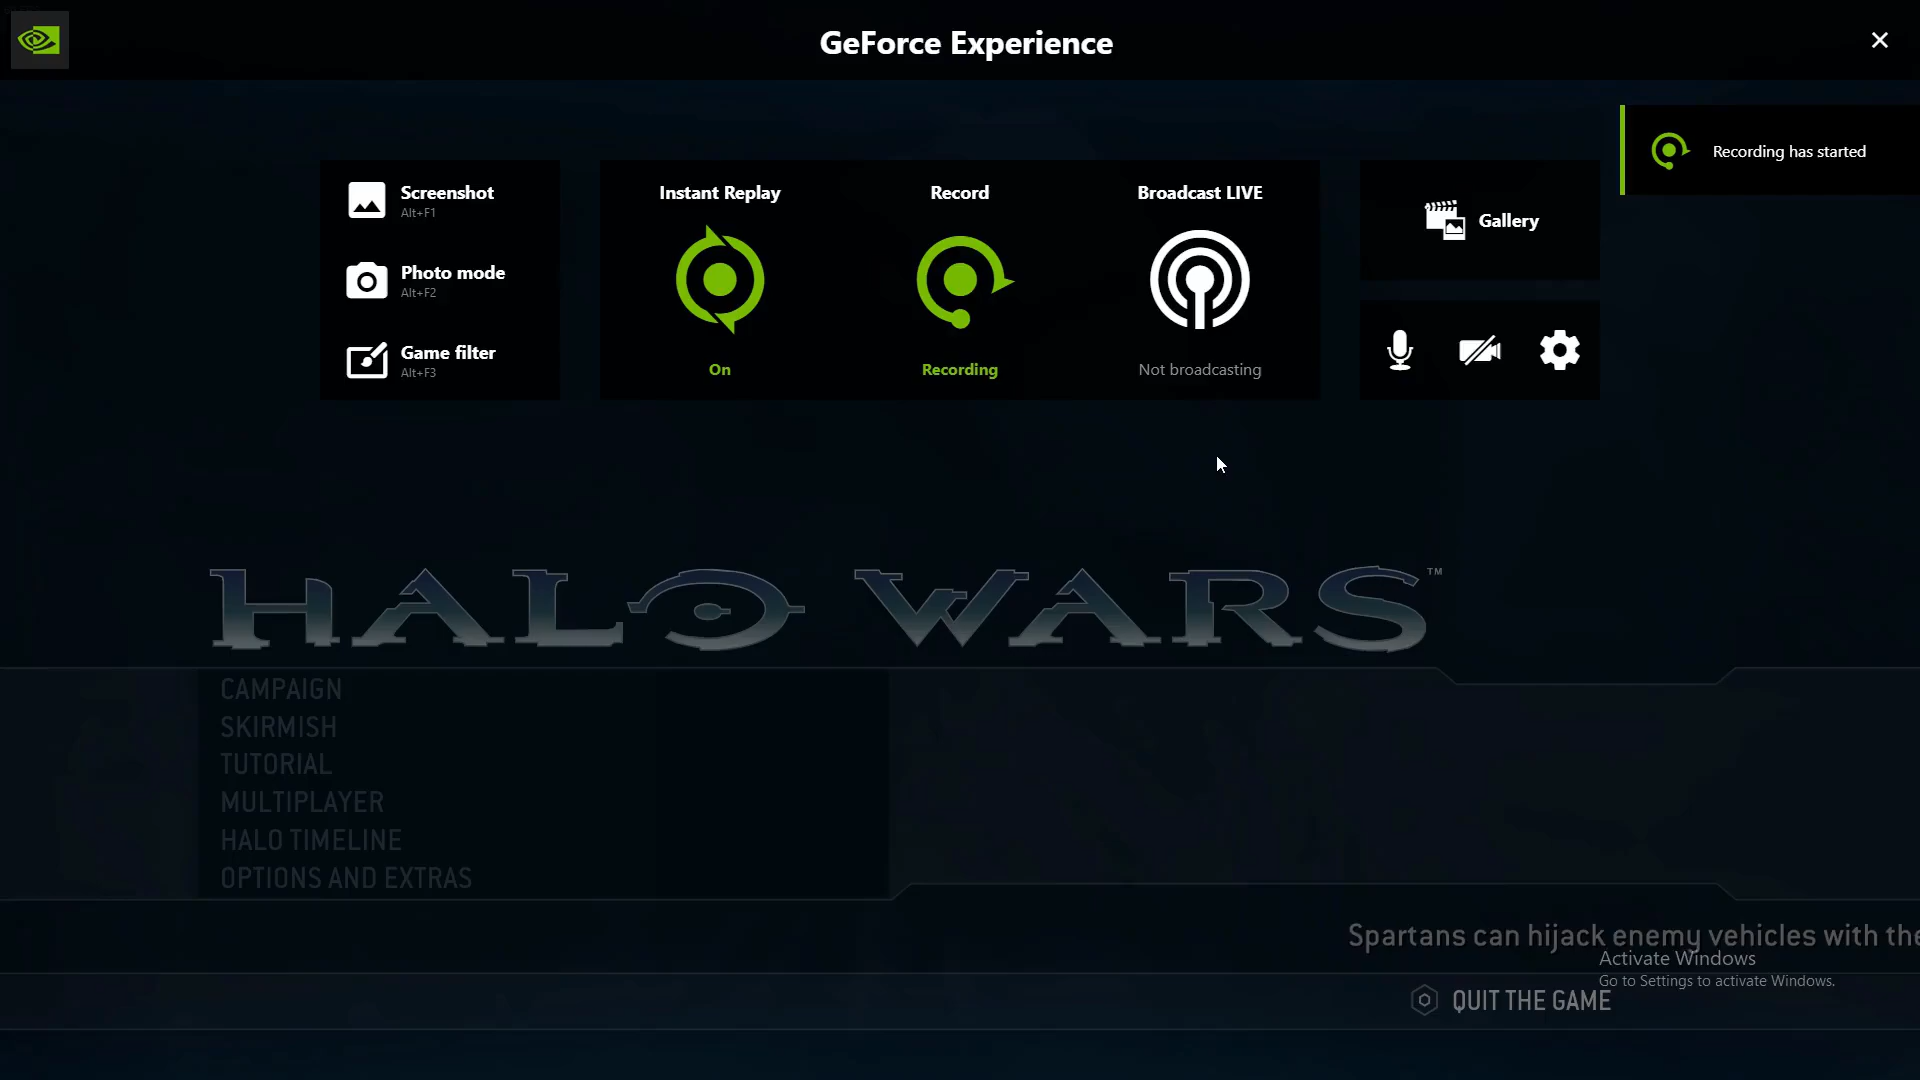 GeForce Experience
Recording has started
Screenshot
Alt+F1
Photo mode
Alt+F2
Game filter
Alt+F3
Instant Replay
On
Record
Recording
Broadcast LIVE
Not broadcasting
Gallery
HALO WARS™
CAMPAIGN
SKIRMISH
TUTORIAL
MULTIPLAYER
HALO TIMELINE
OPTIONS AND EXTRAS
Spartans can hijack enemy vehicles with the
Activate Windows
Go to Settings to activate Windows.
QUIT THE GAME